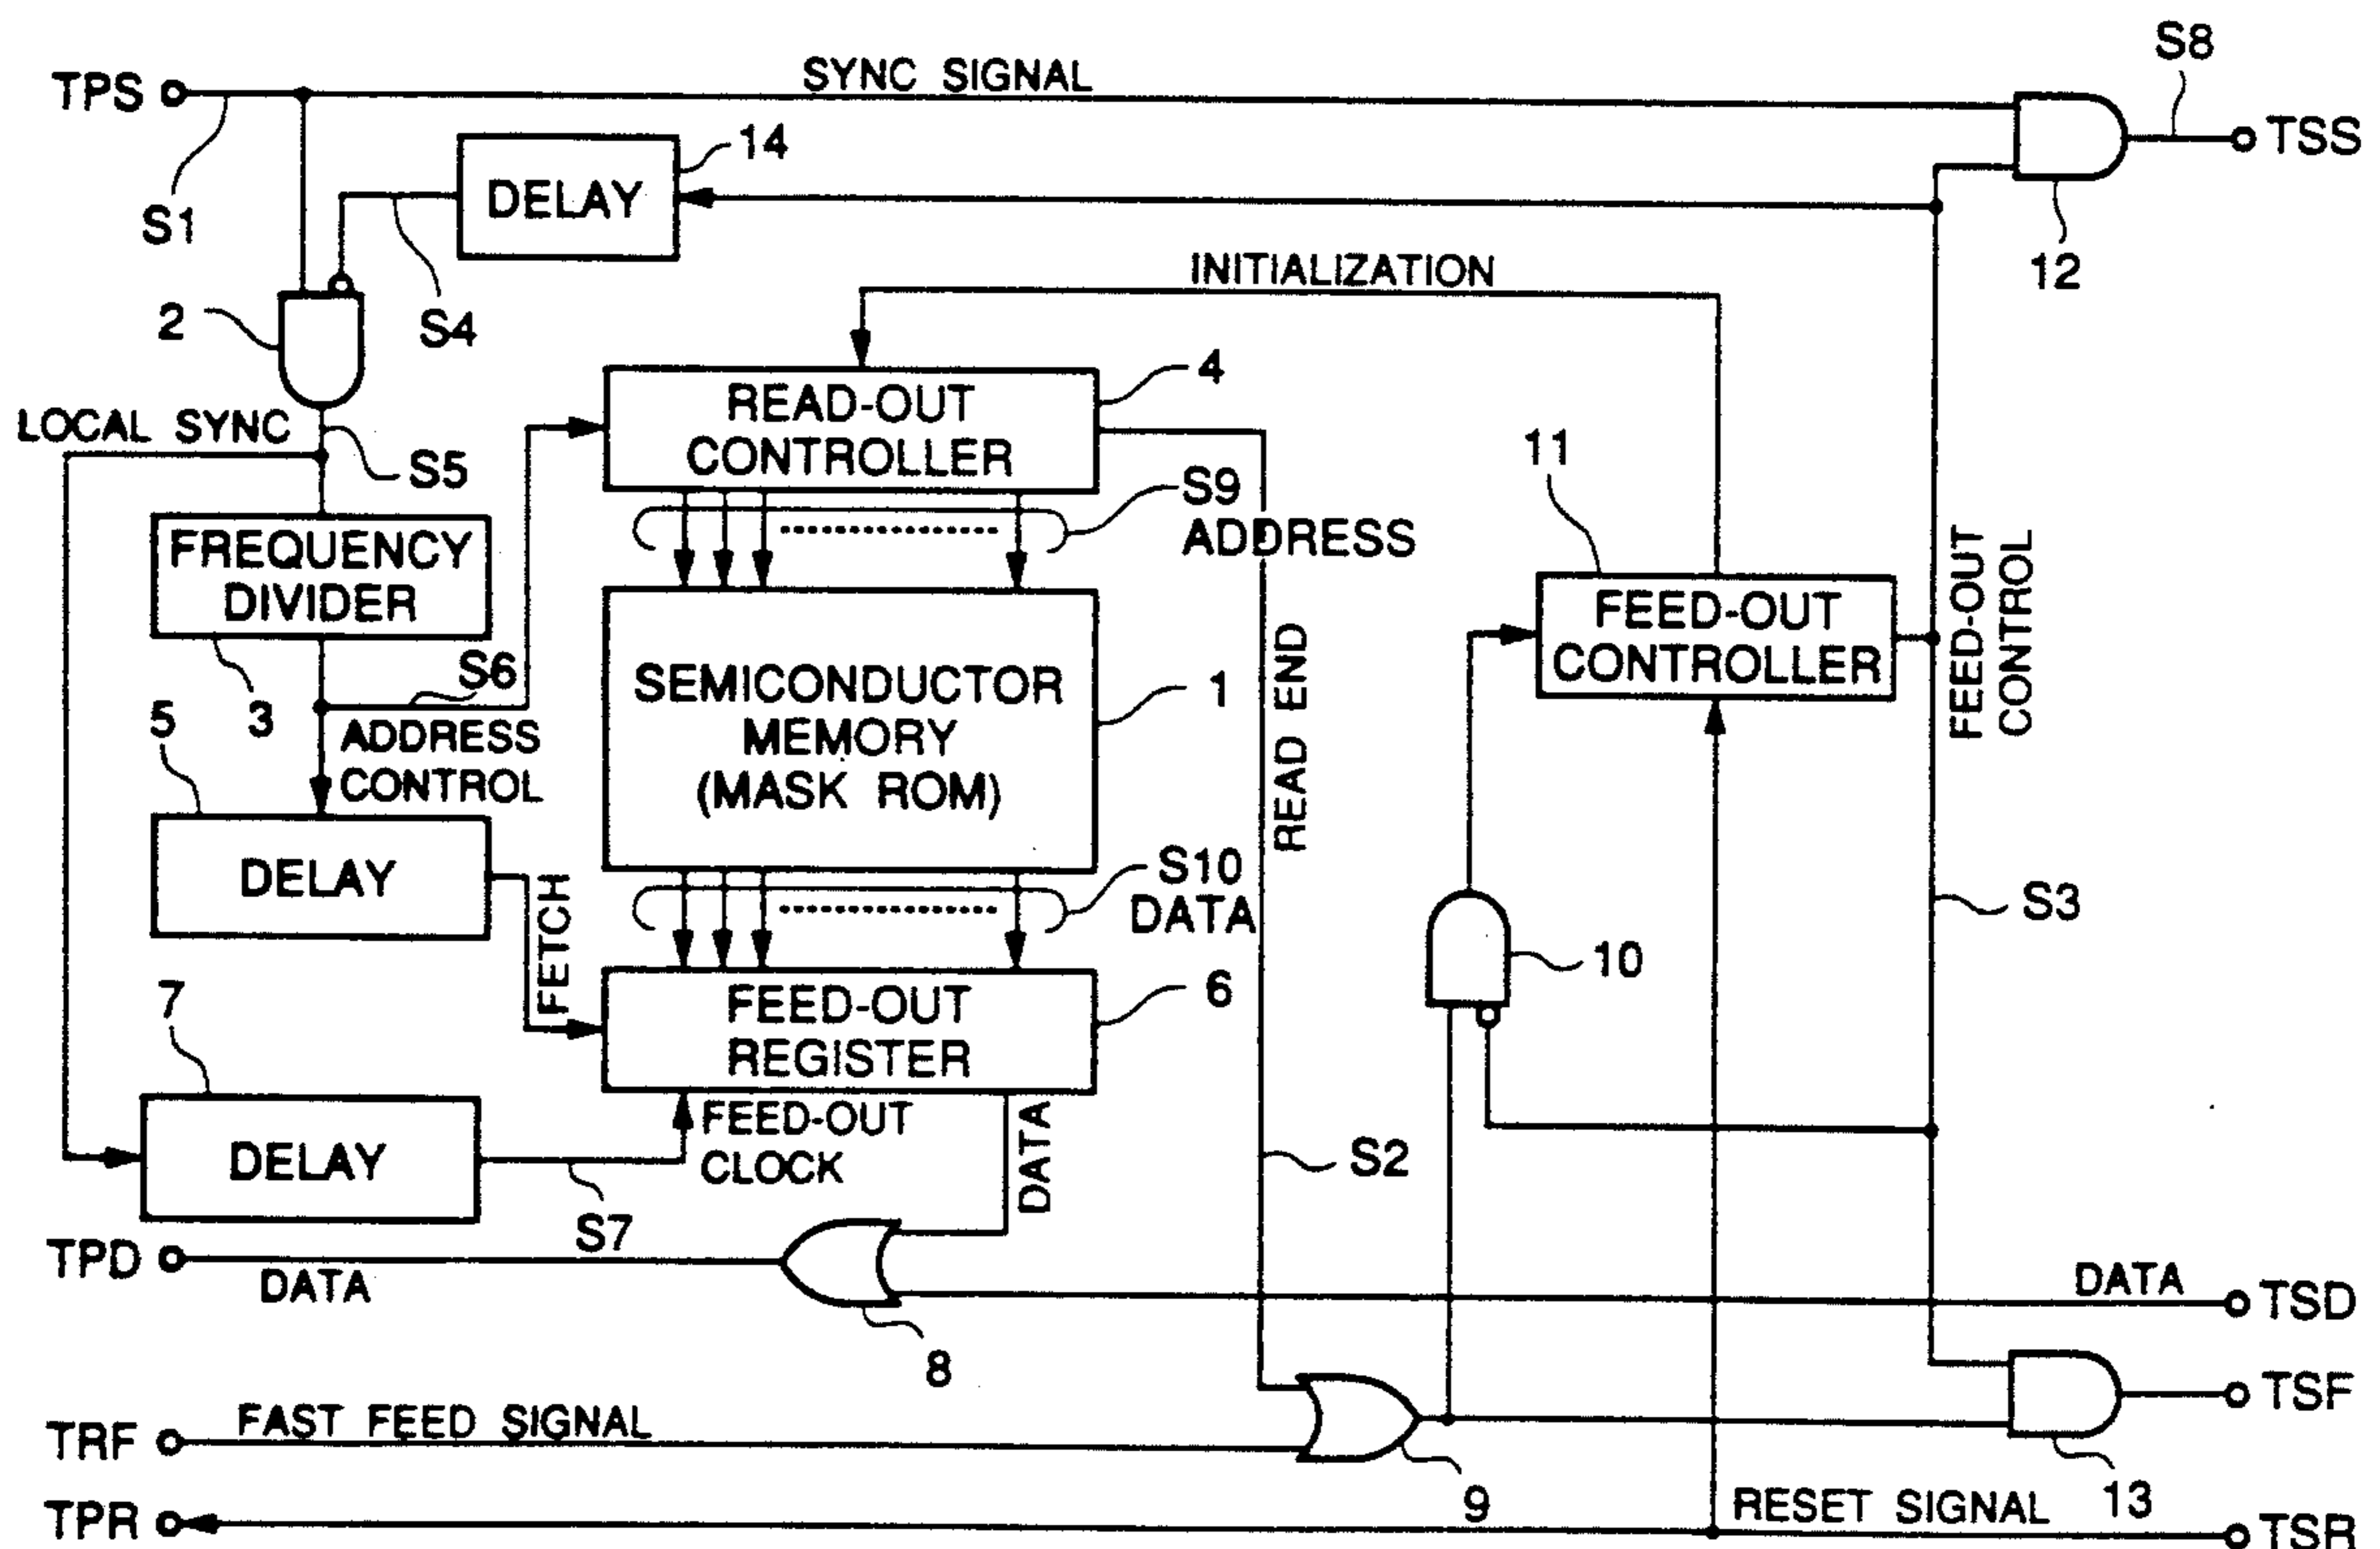 S8
TPS
SYNC SIGNAL
TSS
14
DELAY
S1
12
INITIALIZATION
2
S4
4
READ-OUT
CONTROLLER
LOCAL SYNC
S5
11
S9
ADDRESS
FREQUENCY
DIVIDER
FEED-OUT
CONTROLLER
FEED-OUT
CONTROL
S6
SEMICONDUCTOR
MEMORY
(MASK ROM)
1
READ END
5
3
ADDRESS
CONTROL
DELAY
FETCH
S10
DATA
S3
10
7
FEED-OUT
REGISTER
6
DELAY
FEED-OUT
CLOCK
DATA
S2
S7
TPD
DATA
DATA
TSD
8
TSF
TRF
FAST FEED SIGNAL
9
13
TPR
RESET SIGNAL
TSR